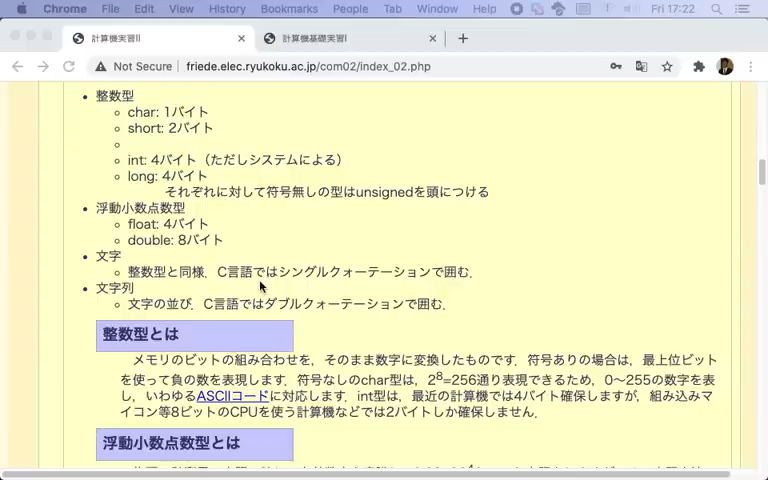 Chrome File Edit View History Bookmarks People Tab Window Help Fri 17:22
計算機実習II 計算機基礎実習I
Not Secure friede.elec.ryukoku.ac.jp/com02/index_02.php
整数型
char: 1バイト
short: 2バイト
int: 4バイト（ただしシステムによる）
long: 4バイト
それぞれに対して符号無しの型はunsignedを頭につける
浮動小数点数型
float: 4バイト
double: 8バイト
文字
整数型と同様．C言語ではシングルクォーテーションで囲む．
文字列
文字の並び．C言語ではダブルクォーテーションで囲む．
整数型とは
メモリのビットの組み合わせを，そのまま数字に変換したものです．符号ありの場合は，最上位ビット
を使って負の数を表現します．符号なしのchar型は，2⁸=256通り表現できるため，0～255の数字を表
し，いわゆるASCIIコードに対応します．int型は，最近の計算機では4バイト確保しますが，組み込みマ
イコン等8ビットのCPUを使う計算機などでは2バイトしか確保しません．
浮動小数点数型とは